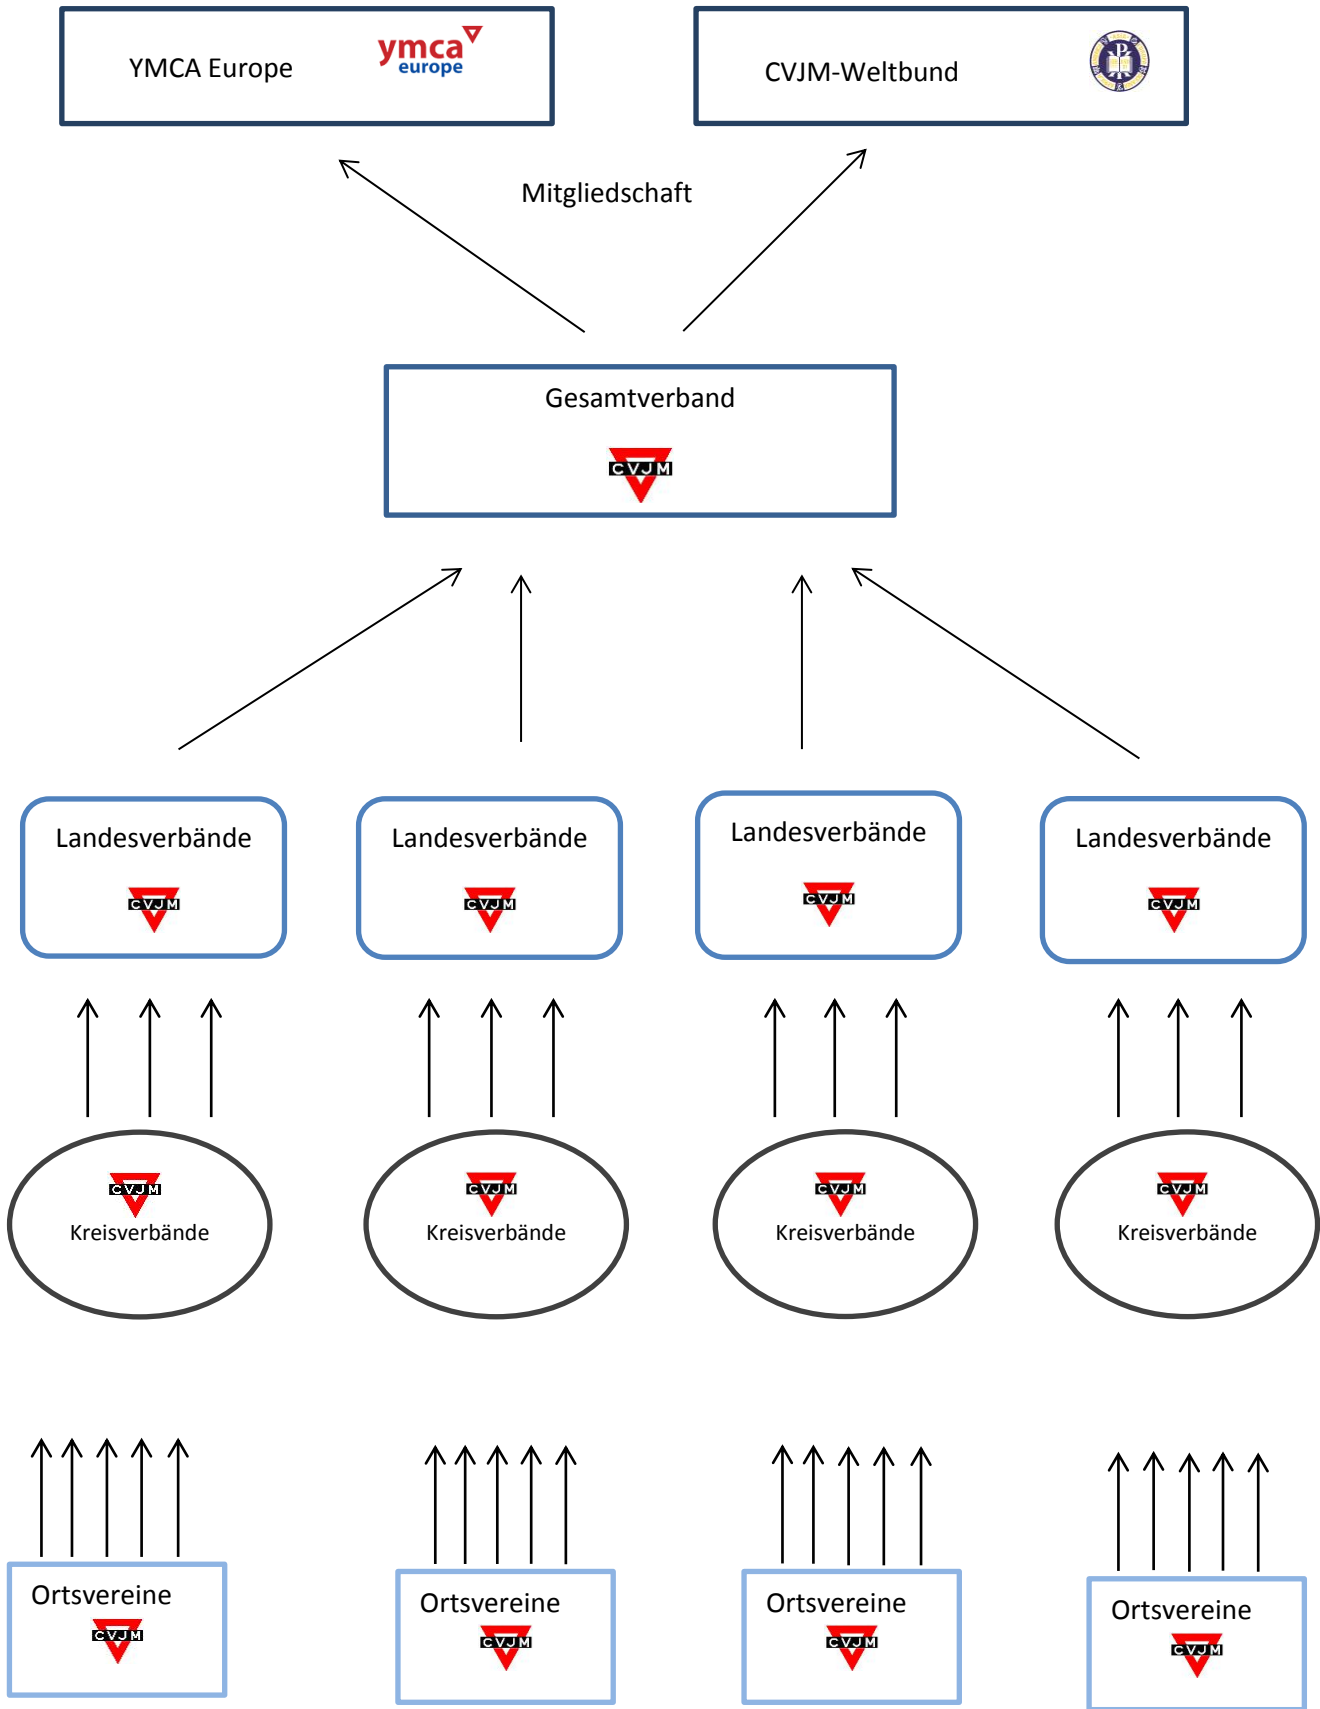 YMCA Europe
ymca
europe
CVJM-Weltbund
Mitgliedschaft
Gesamtverband
CVJM
Landesverbände
Landesverbände
Landesverbände
Landesverbände
CVJM
CVJM
CVJM
CVJM
CVJM
CVJM
CVJM
CVJM
Kreisverbände
Kreisverbände
Kreisverbände
Kreisverbände
Ortsvereine
Ortsvereine
Ortsvereine
Ortsvereine
CVJM
CVJM
CVJM
CVJM